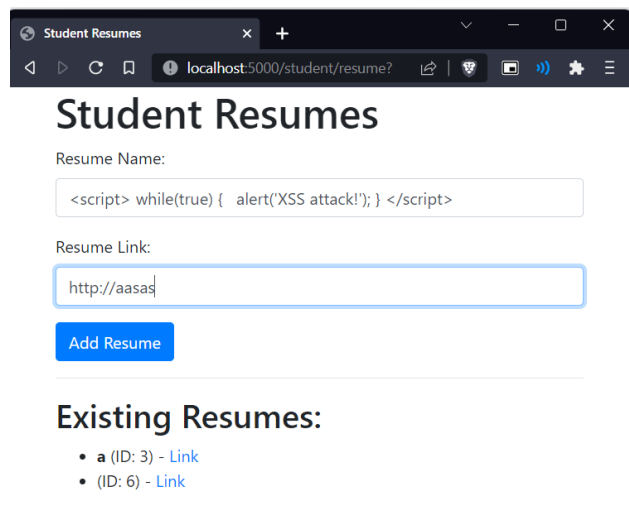 Student Resumes
localhost:5000/student/resume?
Student Resumes
Resume Name:
<script> while(true) {   alert('XSS attack!'); } </script>
Resume Link:
http://aasas
Add Resume
Existing Resumes:
a (ID: 3) - Link
(ID: 6) - Link